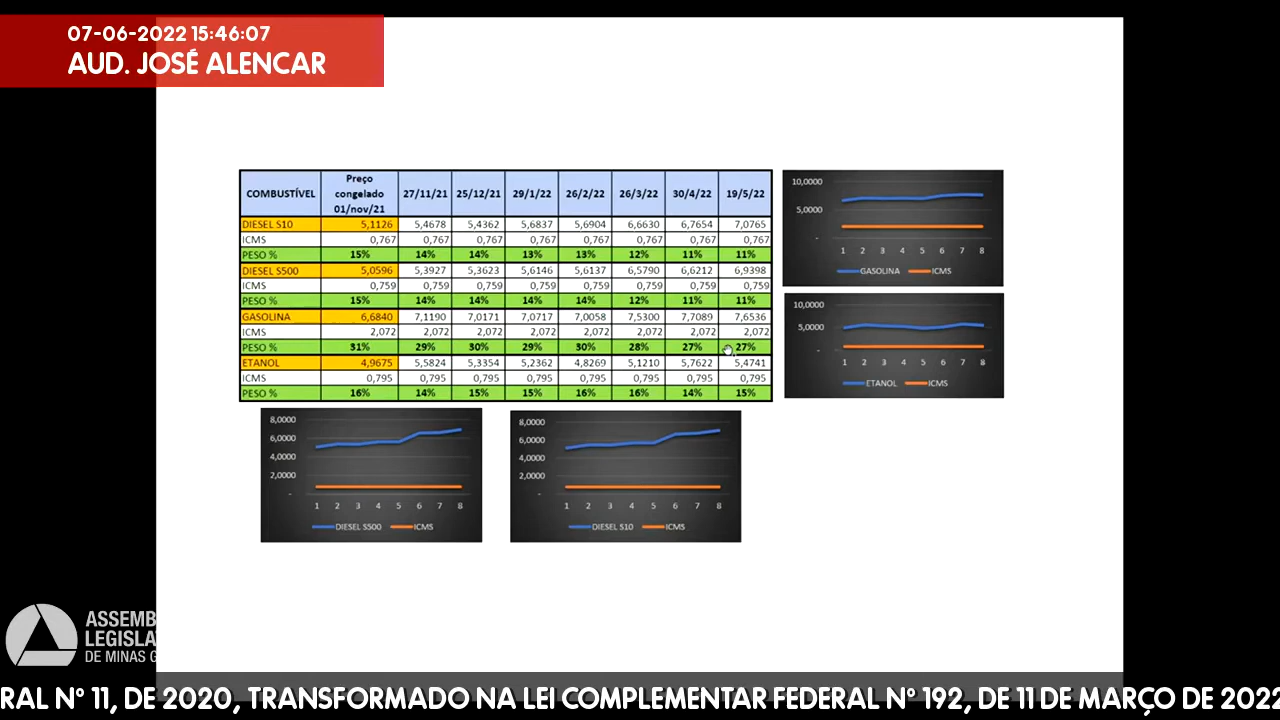 07-06-2022 15:46:07
AUD. JOSÉ ALENCAR
COMBUSTÍVEL Preço congelado 01/nov/21 27/11/21 25/12/21 29/1/22 26/2/22 26/3/22 30/4/22 19/5/22
DIESEL S10 5,1126 5,4678 5,4362 5,6837 5,6904 6,6630 6,7654 7,0765
ICMS 0,767 0,767 0,767 0,767 0,767 0,767 0,767 0,767
PESO % 15% 14% 14% 13% 13% 12% 11% 11%
DIESEL S500 5,0596 5,3927 5,3623 5,6146 5,6137 6,5790 6,6212 6,9398
ICMS 0,759 0,759 0,759 0,759 0,759 0,759 0,759 0,759
PESO % 15% 14% 14% 14% 14% 12% 11% 11%
GASOLINA 6,6840 7,1190 7,0171 7,0717 7,0058 7,5300 7,7089 7,6536
ICMS 2,072 2,072 2,072 2,072 2,072 2,072 2,072 2,072
PESO % 31% 29% 30% 29% 30% 28% 27% 27%
ETANOL 4,9675 5,5824 5,3354 5,2362 4,8269 5,1210 5,7622 5,4741
ICMS 0,795 0,795 0,795 0,795 0,795 0,795 0,795 0,795
PESO % 16% 14% 15% 15% 16% 16% 14% 15%
10,0000
5,0000
-
1 2 3 4 5 6 7 8
GASOLINA ICMS
10,0000
5,0000
-
1 2 3 4 5 6 7 8
ETANOL ICMS
8,0000
6,0000
4,0000
2,0000
-
1 2 3 4 5 6 7 8
DIESEL S500 ICMS
8,0000
6,0000
4,0000
2,0000
-
1 2 3 4 5 6 7 8
DIESEL S10 ICMS
ASSEMB
LEGISLA
DE MINAS G
RAL Nº 11, DE 2020, TRANSFORMADO NA LEI COMPLEMENTAR FEDERAL Nº 192, DE 11 DE MARÇO DE 2022